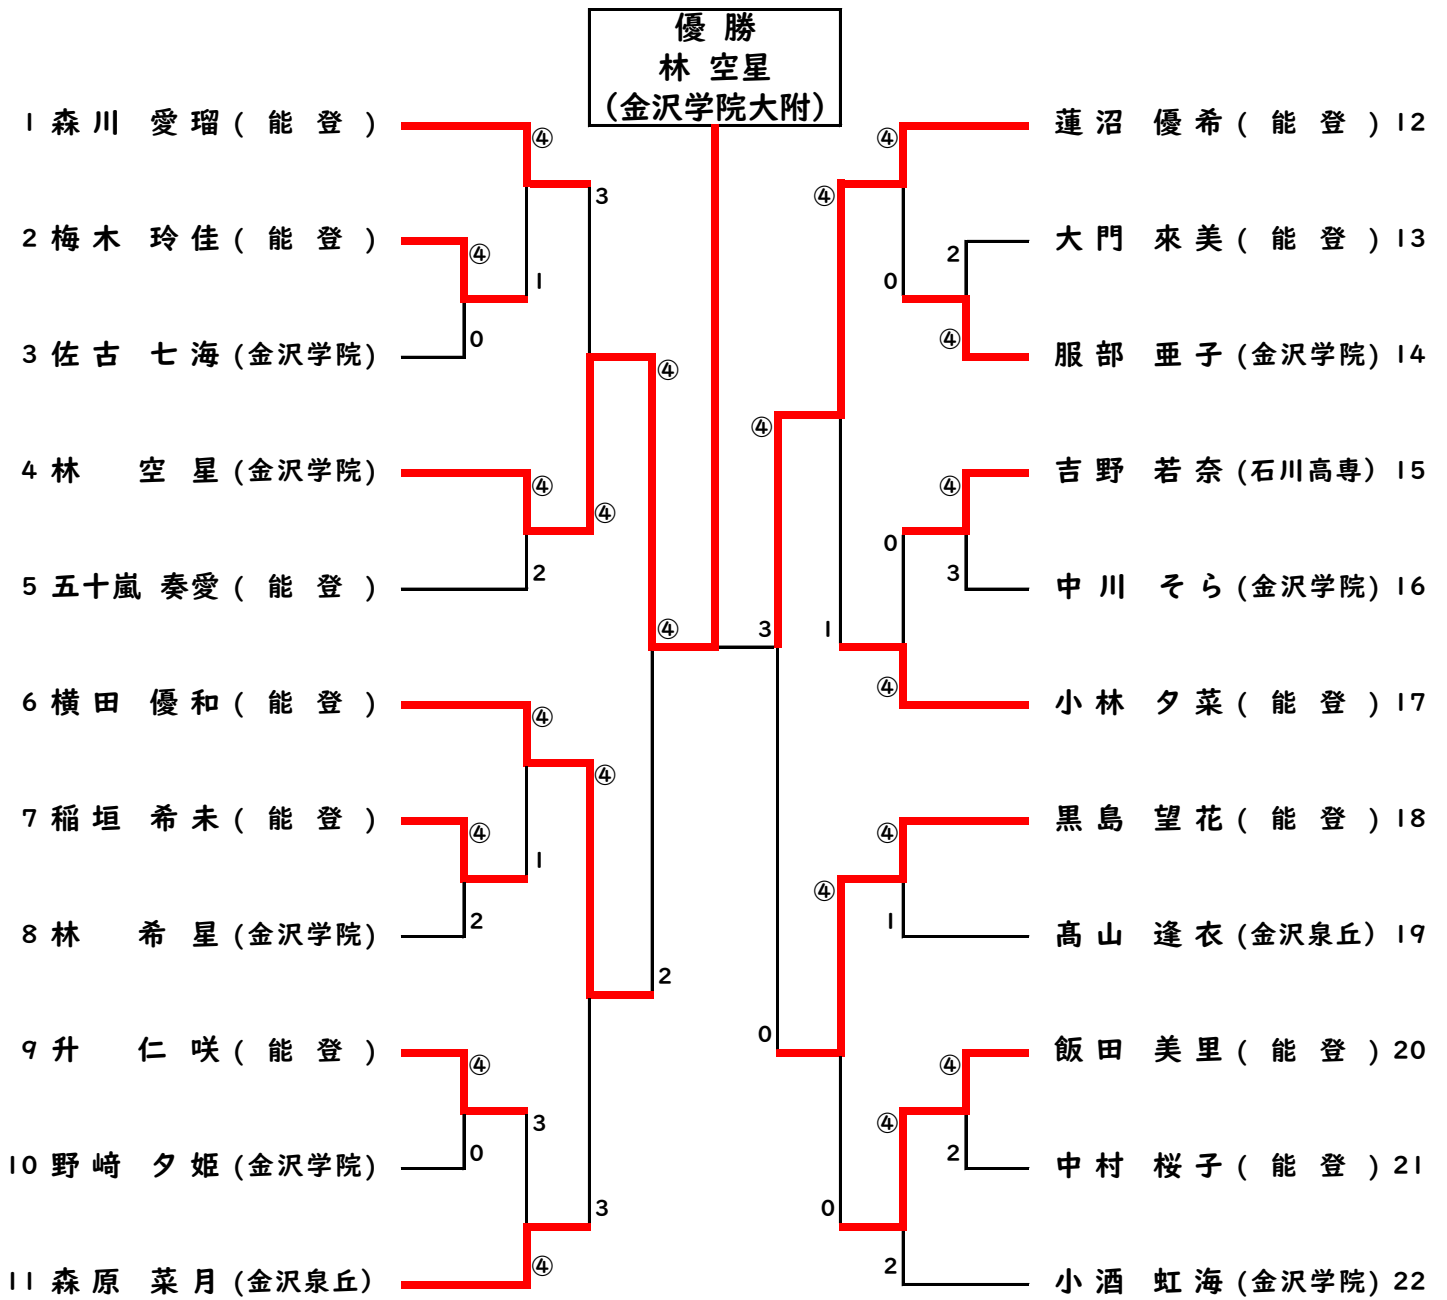 優 勝
林 空星
（金沢学院大附）
1 森川 愛瑠 ( 能 登 )
④
3
2 梅木 玲佳 ( 能 登 )
④
1
3 佐古 七海 (金沢学院)
0
④
4 林 空 星 (金沢学院)
④
④
5 五十嵐 奏愛 ( 能 登 )
2
④
6 横田 優和 ( 能 登 )
④
④
7 稲垣 希未 ( 能 登 )
④
1
8 林 希 星 (金沢学院)
2
2
9 升 仁 咲 ( 能 登 )
④
3
10 野﨑 夕姫 (金沢学院)
0
3
11 森原 菜月 (金沢泉丘）
④
④
蓮沼 優希 ( 能 登 ) 12
④
2
大門 來美 ( 能 登 ) 13
0
④
服部 亜子 (金沢学院) 14
④
④
吉野 若奈 (石川高専） 15
0
3
中川 そら (金沢学院) 16
3
1
④
小林 夕菜 ( 能 登 ) 17
④
黒島 望花 ( 能 登 ) 18
④
1
髙山 逢衣 (金沢泉丘） 19
0
④
飯田 美里 ( 能 登 ) 20
④
2
中村 桜子 ( 能 登 ) 21
0
2
小酒 虹海 (金沢学院) 22